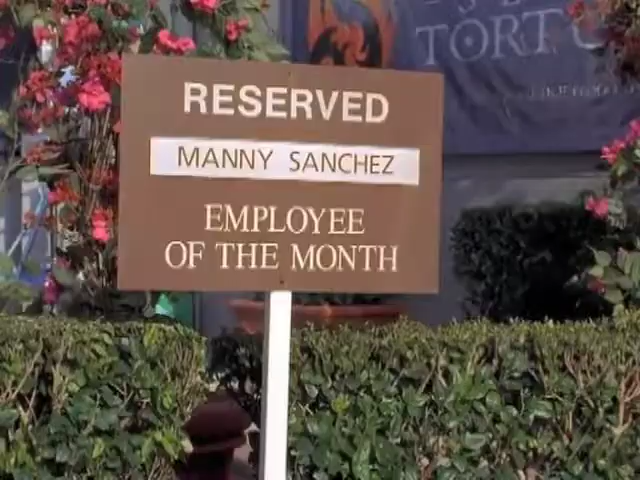 TORTU
RESERVED
MANNY SANCHEZ
EMPLOYEE
OF THE MONTH